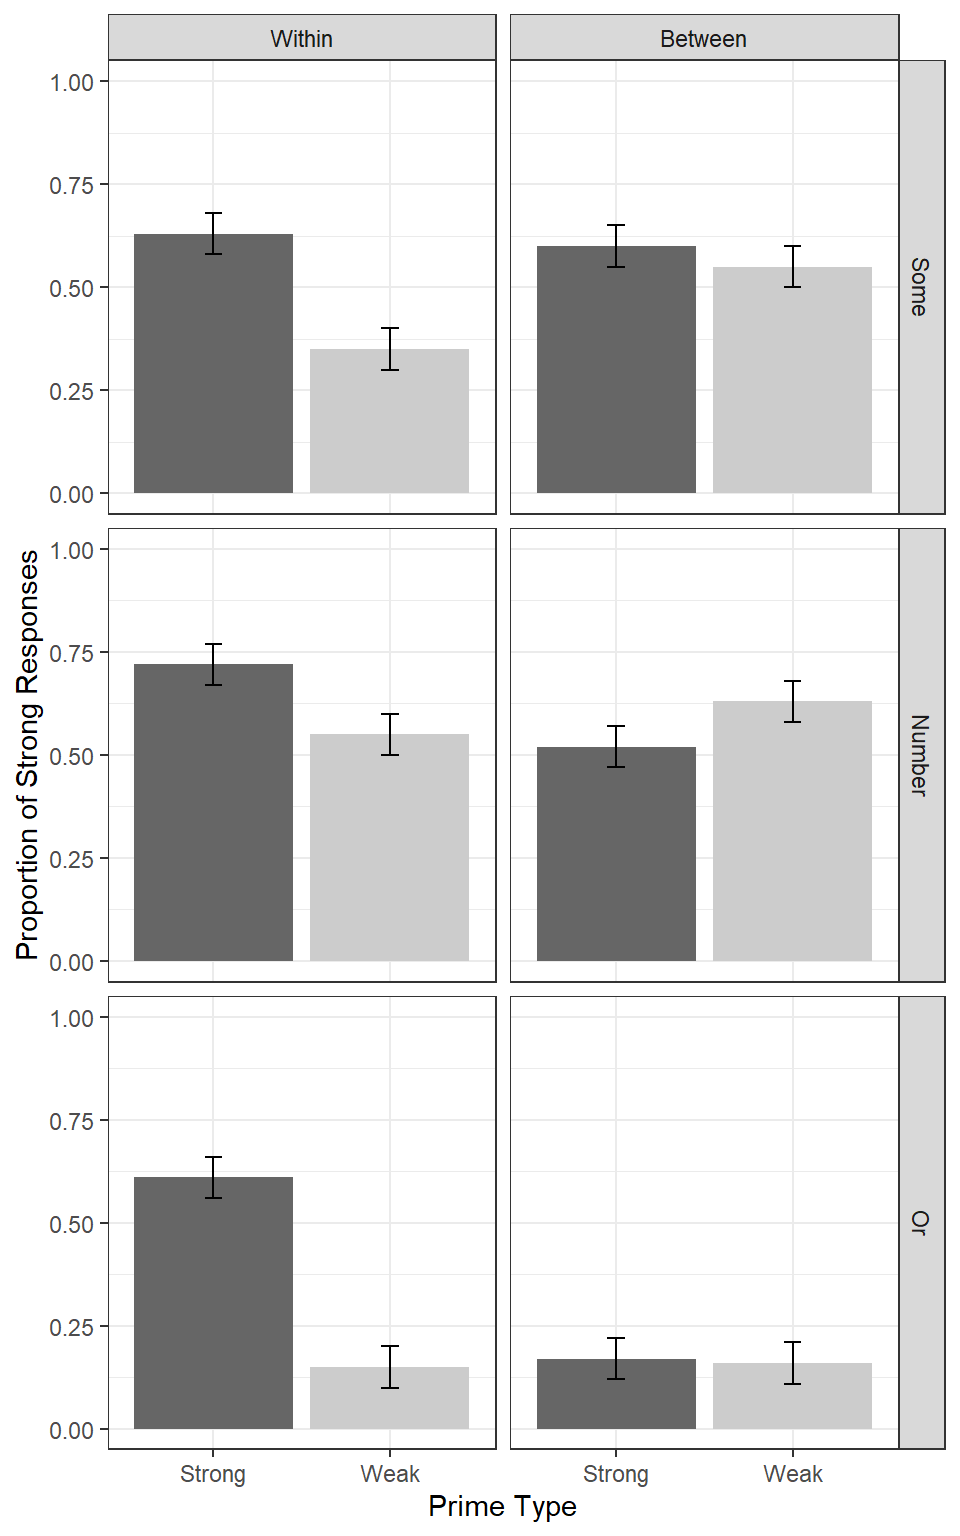 Within
Between
1.00
0.75
0.50
0.25
0.00
Some
1.00
0.75
0.50
0.25
0.00
Number
1.00
0.75
0.50
0.25
0.00
Or
Proportion of Strong Responses
Strong
Weak
Strong
Weak
Prime Type